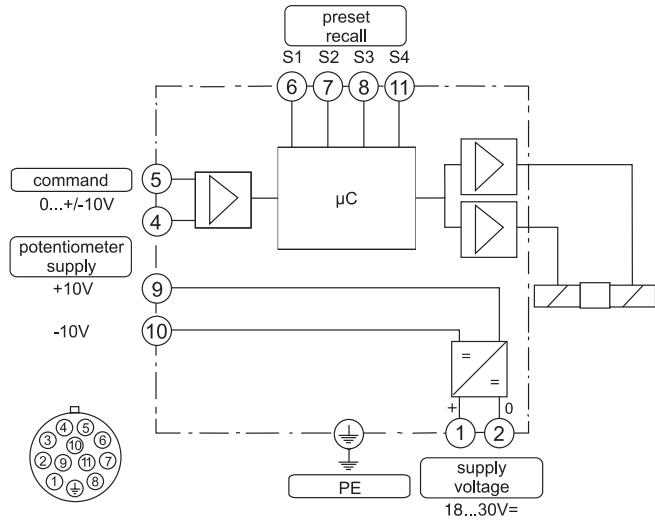 preset
recall
S1 S2 S3 S4
6 7 8 11
command
0...+/-10V
5
4
µC
potentiometer
supply
+10V
9
-10V
10
=
=
+ 0
1 2
PE
supply
voltage
18...30V=
4 5
3 10 6
2 9 11 7
1 8